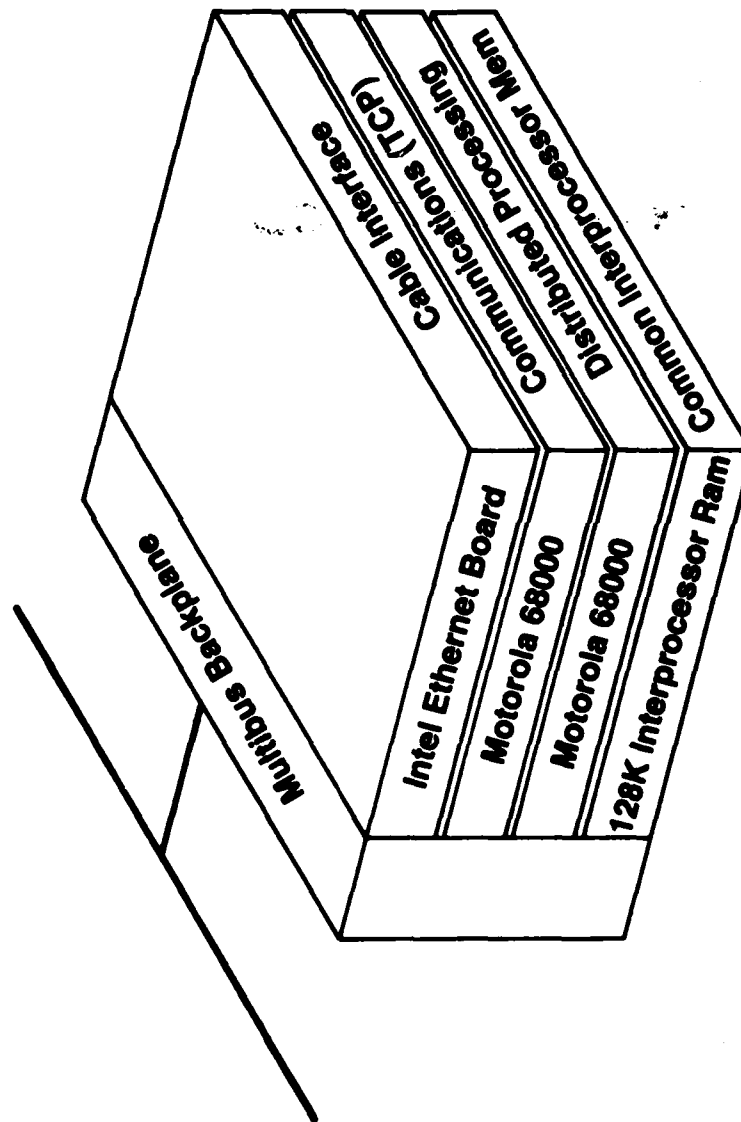 Multibus Backplane
Cable Interface
Communications (TCP)
Distributed Processing
Common Interprocessor Mem
Intel Ethernet Board
Motorola 68000
Motorola 68000
128K Interprocessor Ram